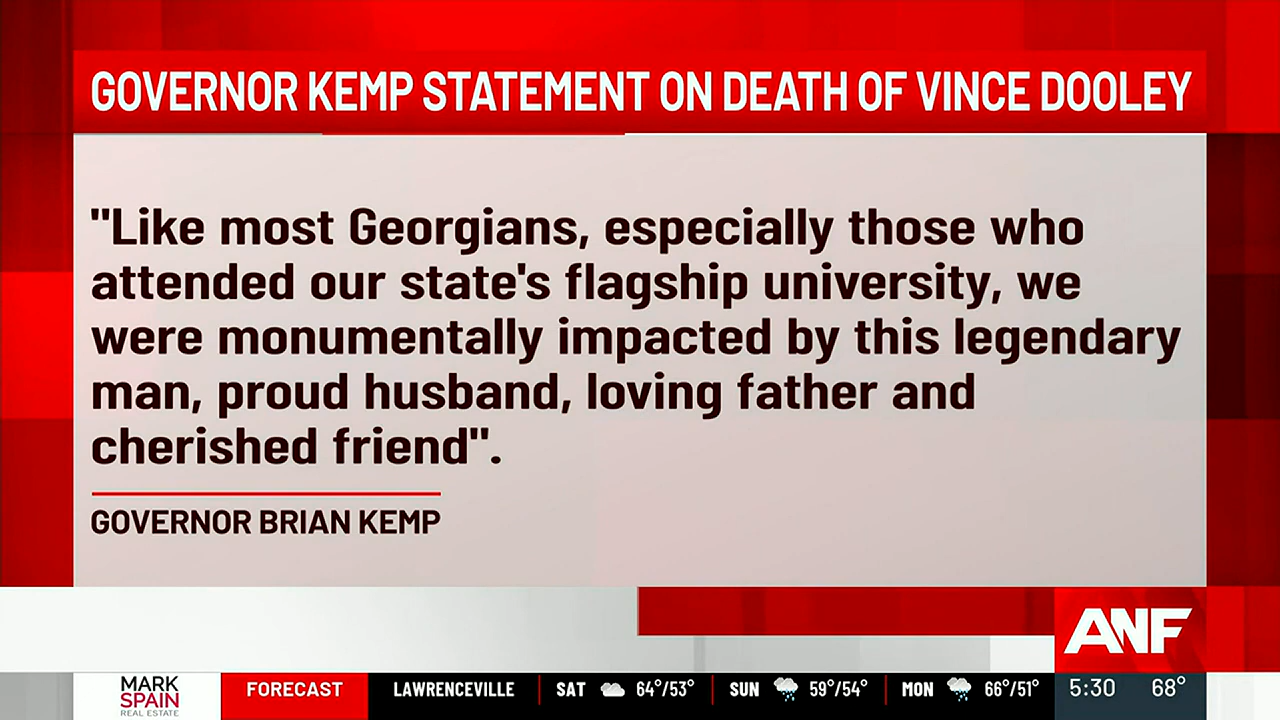 GOVERNOR KEMP STATEMENT ON DEATH OF VINCE DOOLEY
"Like most Georgians, especially those who
attended our state's flagship university, we
were monumentally impacted by this legendary
man, proud husband, loving father and
cherished friend".
GOVERNOR BRIAN KEMP
ANF
MARK
SPAIN
REAL ESTATE
FORECAST
LAWRENCEVILLE
SAT 64°/53°
SUN 59°/54°
MON 66°/51°
5:30 68°